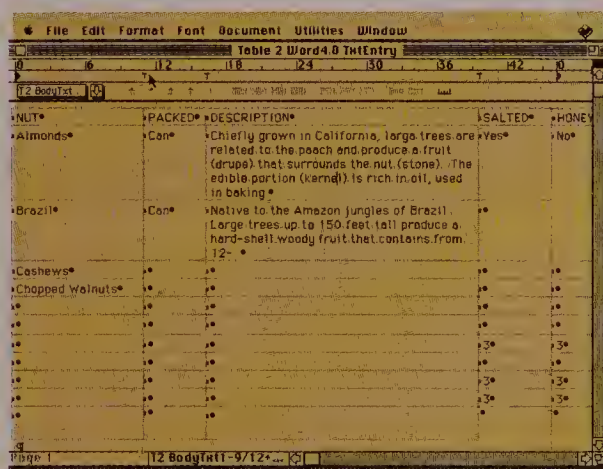 File Edit Format Font Document Utilities Window
Table 2 Word4.0 TxtEntry
0 6 12 18 24 30 36 42 0
T2 BodyTxt
NUT PACKED DESCRIPTION SALTED HONEY
Almonds Can Chiefly grown in California, large trees are Yes No
related to the peach and produce a fruit
(drupe) that surrounds the nut (stone). The
edible portion (kernel) is rich in oil, used
in baking
Brazil Can Native to the Amazon jungles of Brazil.
Large trees up to 150 feet tall produce a
hard-shell woody fruit that contains from
12-
Cashews
Chopped Walnuts
3 3
3 3
3 3
Page 1 T2 BodyTxt1-9/12+...